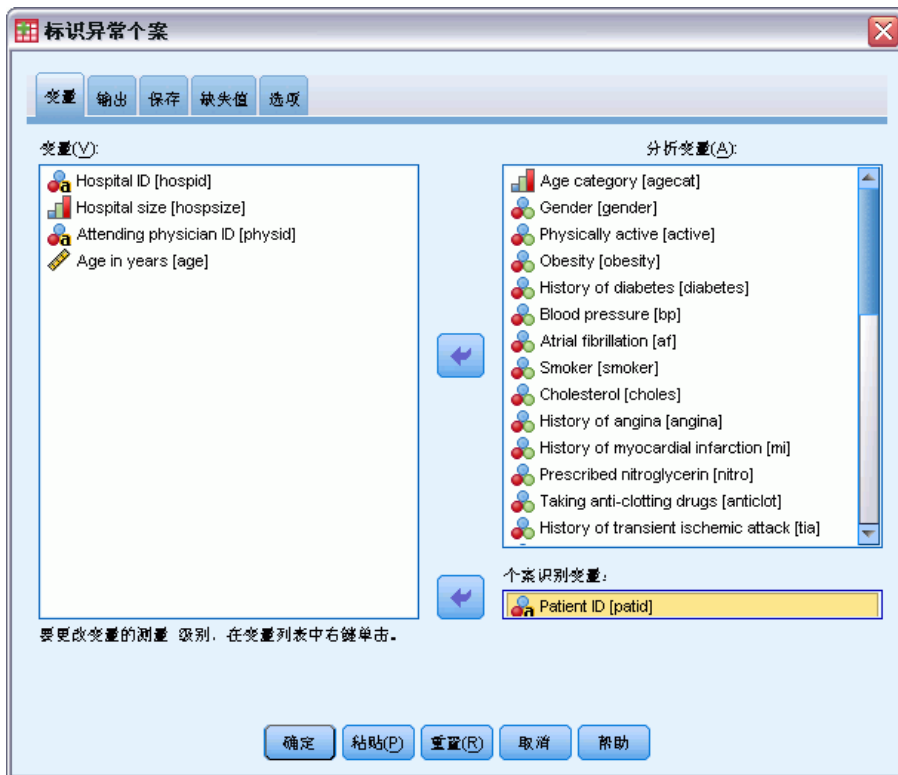 标识异常个案
变量
输出
保存
缺失值
选项
变量(V):
Hospital ID [hospid]
Hospital size [hospsize]
Attending physician ID [physid]
Age in years [age]
要更改变量的测量 级别，在变量列表中右键单击。
分析变量(A):
Age category [agecat]
Gender [gender]
Physically active [active]
Obesity [obesity]
History of diabetes [diabetes]
Blood pressure [bp]
Atrial fibrillation [af]
Smoker [smoker]
Cholesterol [choles]
History of angina [angina]
History of myocardial infarction [mi]
Prescribed nitroglycerin [nitro]
Taking anti-clotting drugs [anticlot]
History of transient ischemic attack [tia]
个案识别变量:
Patient ID [patid]
确定
粘贴(P)
重置(R)
取消
帮助